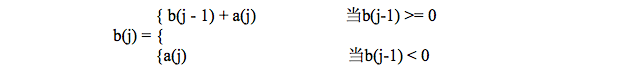 { b(j - 1) + a(j) 当b(j-1) >= 0
b(j) = {
{a(j) 当b(j-1) < 0